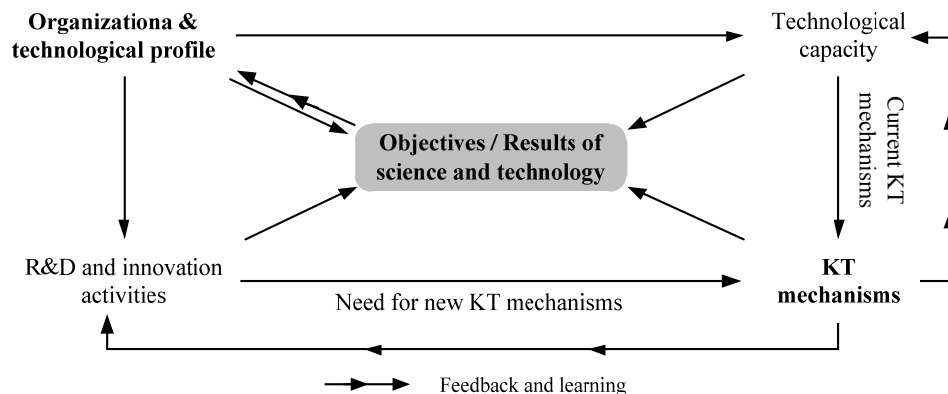 Organizationa &
technological profile
Technological
capacity
Current KT
mechanisms
Objectives / Results of
science and technology
R&D and innovation
activities
Need for new KT mechanisms
KT
mechanisms
Feedback and learning